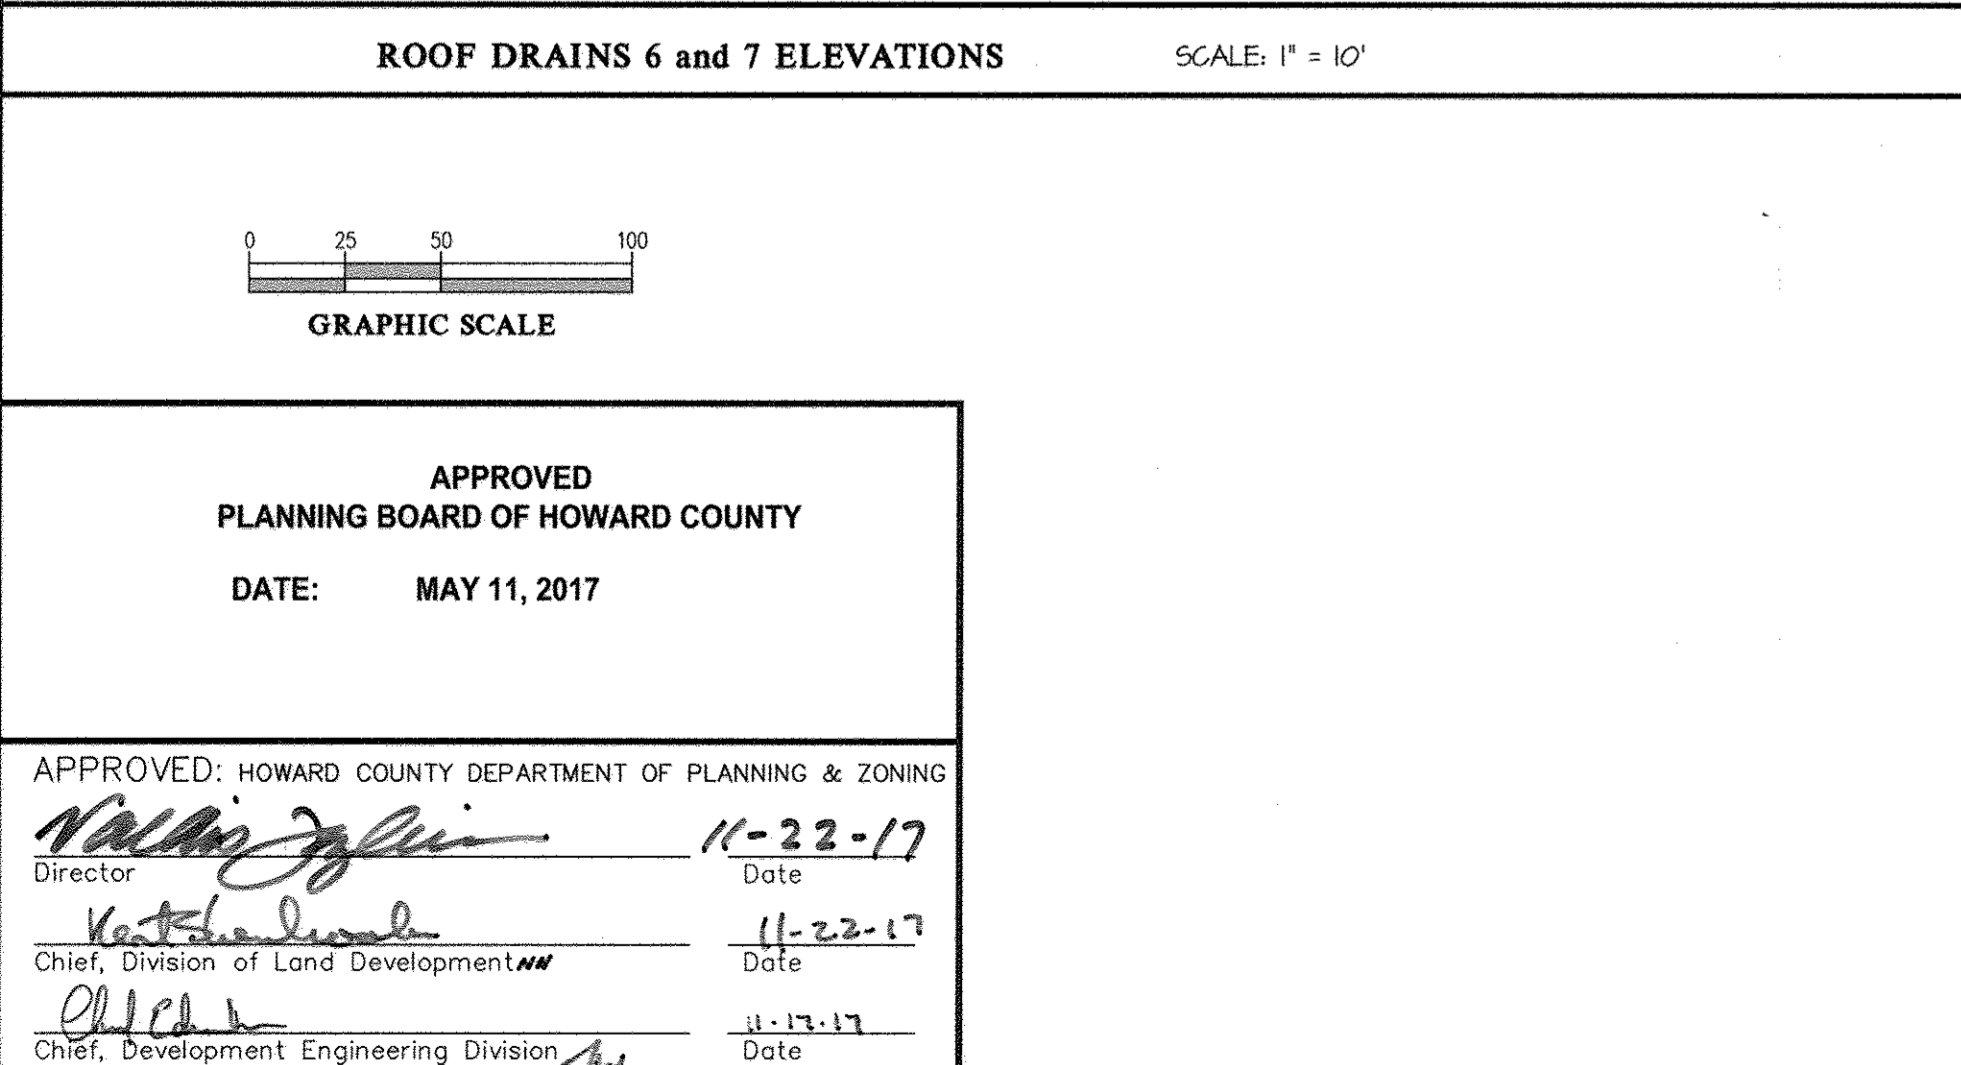 ROOF DRAINS 6 and 7 ELEVATIONS SCALE: 1" = 10'
0 25 50 100
GRAPHIC SCALE
APPROVED
PLANNING BOARD OF HOWARD COUNTY
DATE: MAY 11, 2017
APPROVED: HOWARD COUNTY DEPARTMENT OF PLANNING & ZONING
11-22-17
Director Date
11-22-17
Chief, Division of Land Development Date
11-17-17
Chief, Development Engineering Division Date